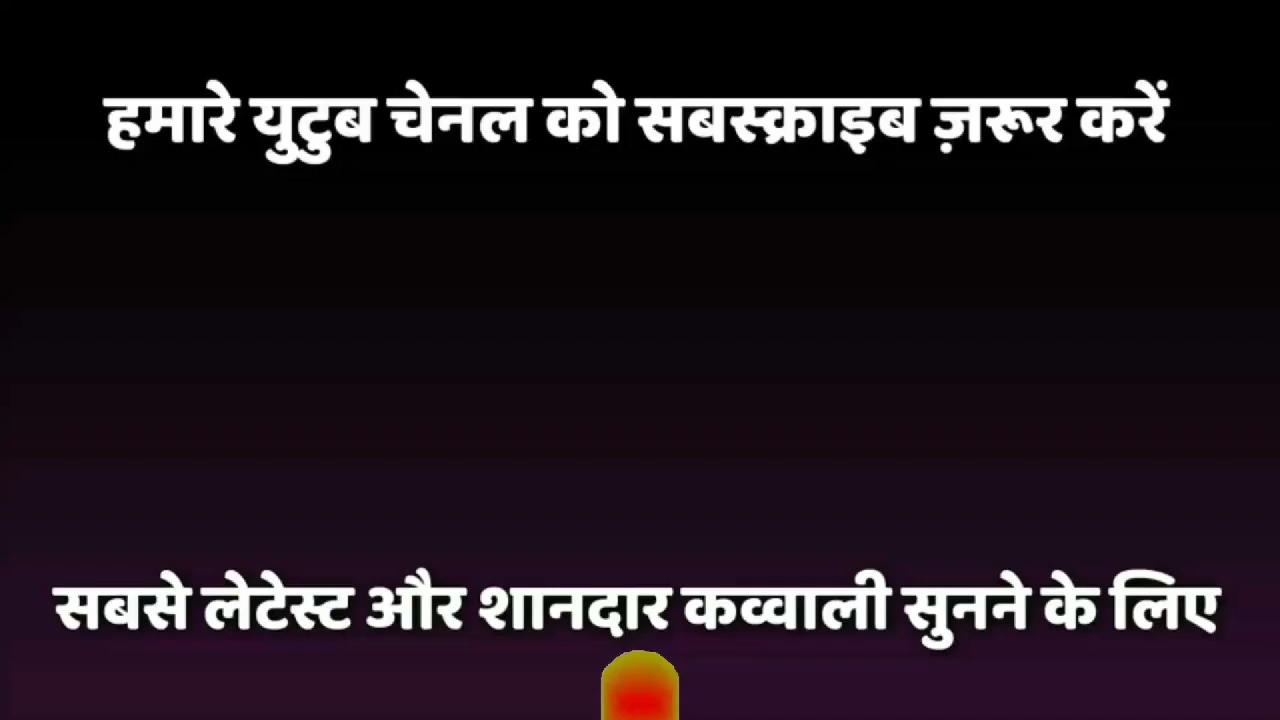 हमारे युटुब चेनल को सबस्क्राइब ज़रूर करें
सबसे लेटेस्ट और शानदार कव्वाली सुनने के लिए